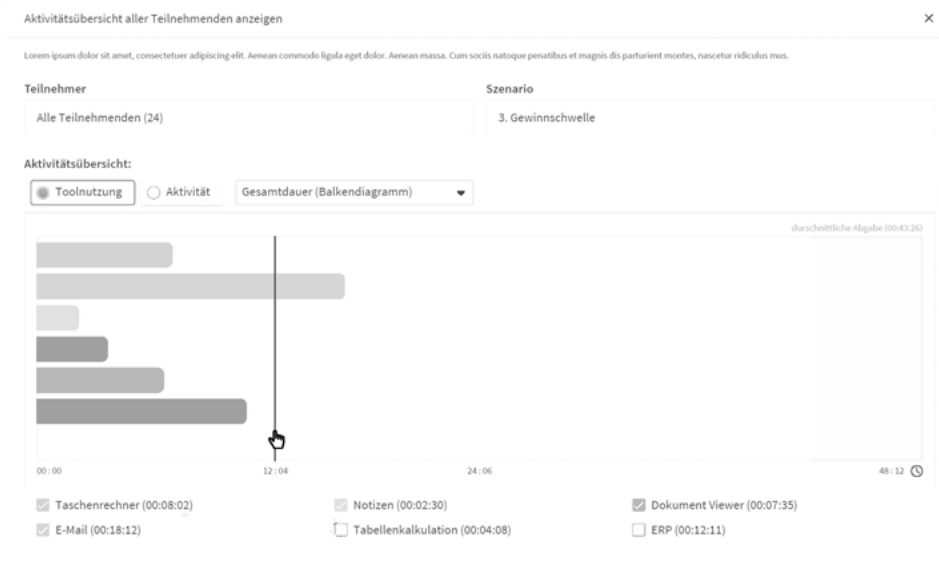 Aktivitätsübersicht aller Teilnehmenden anzeigen ×
Lorem ipsum dolor sit amet, consectetuer adipiscing elit. Aenean commodo ligula eget dolor. Aenean massa. Cum sociis natoque penatibus et magnis dis parturient montes, nascetur ridiculus mus.
Teilnehmer Szenario
Alle Teilnehmenden (24) 3. Gewinnschwelle
Aktivitätsübersicht:
Toolnutzung Aktivität Gesamtdauer (Balkendiagramm)
durschnittliche Abgabe (00:43:26)
00:00 12:04 24:06 48:12
Taschenrechner (00:08:02) Notizen (00:02:30) Dokument Viewer (00:07:35)
E-Mail (00:18:12) Tabellenkalkulation (00:04:08) ERP (00:12:11)